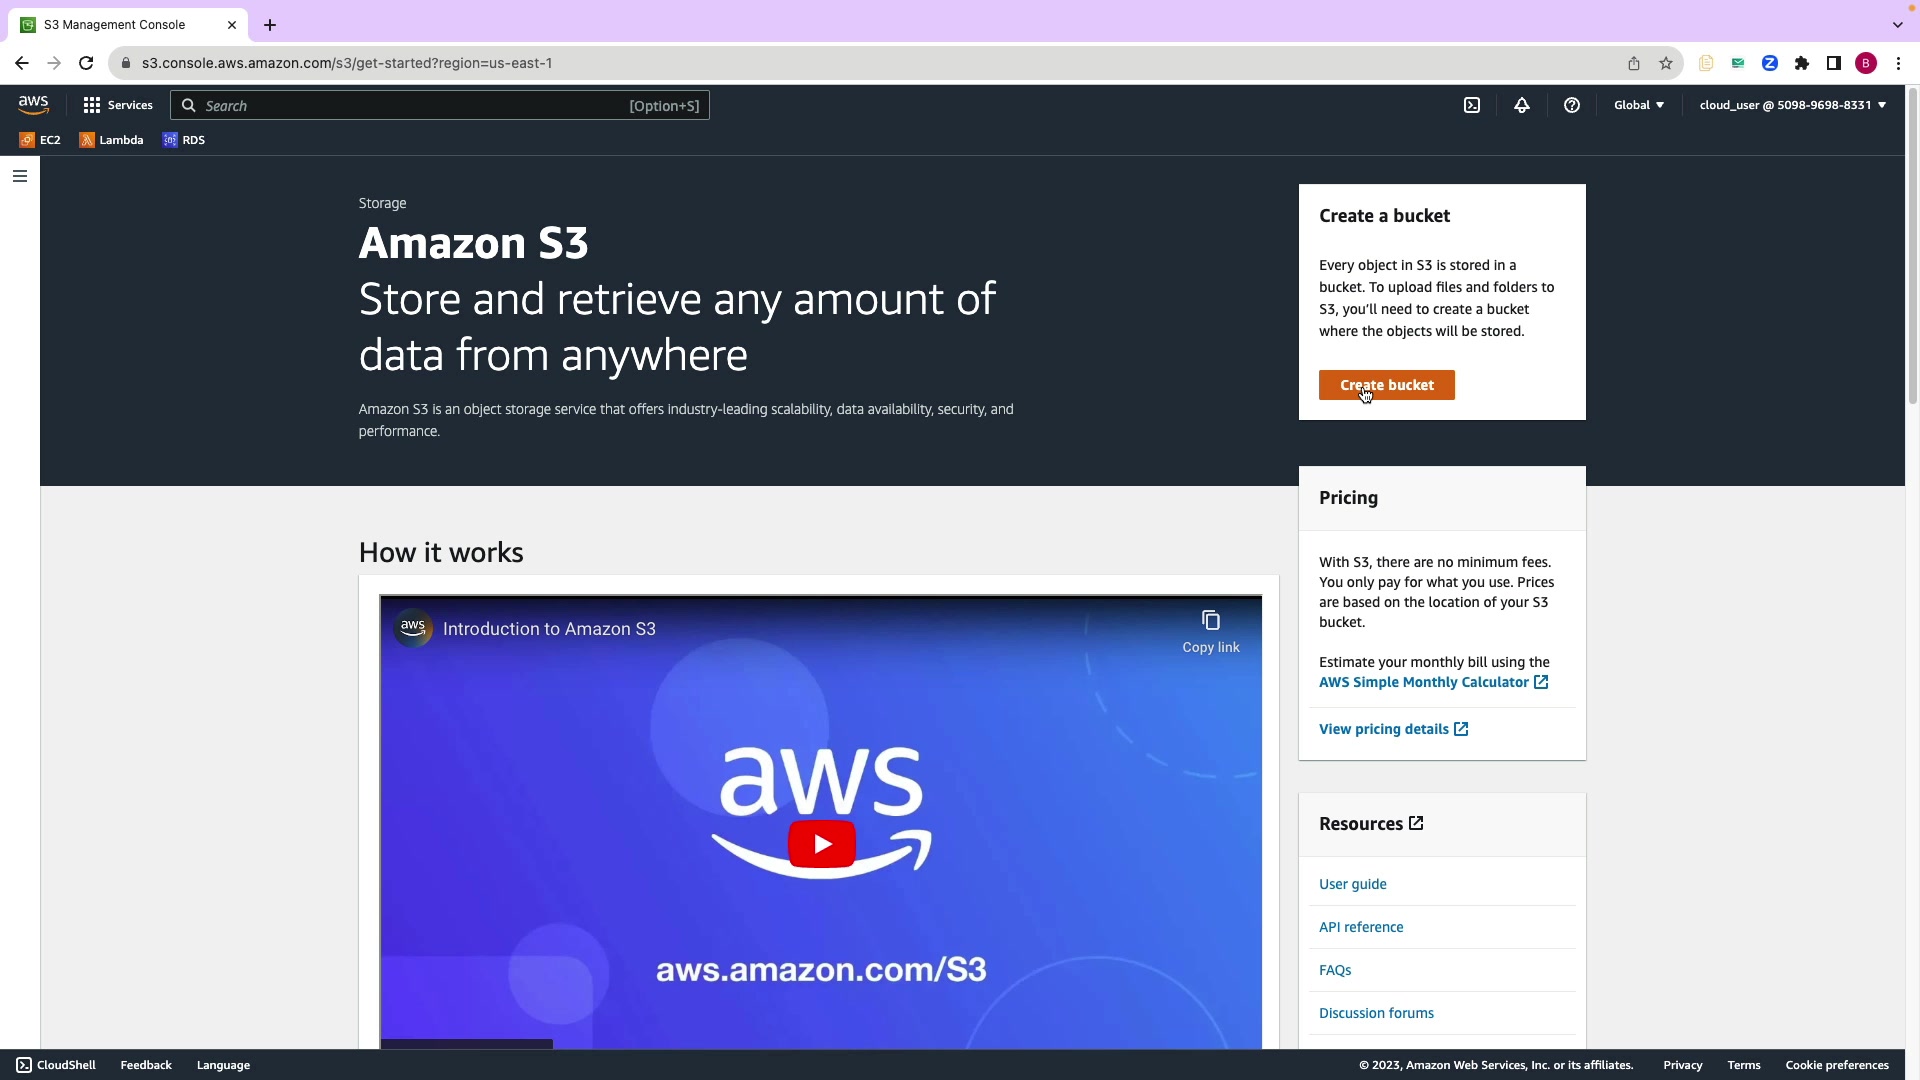 S3 Management Console
s3.console.aws.amazon.com/s3/get-started?region=us-east-1
B
aws
Services
Search
[Option+S]
Global
cloud_user @ 5098-9698-8331
EC2
Lambda
RDS
Storage
Amazon S3
Store and retrieve any amount of
data from anywhere
Amazon S3 is an object storage service that offers industry-leading scalability, data availability, security, and
performance.
Create a bucket
Every object in S3 is stored in a
bucket. To upload files and folders to
S3, you'll need to create a bucket
where the objects will be stored.
Create bucket
How it works
aws
Introduction to Amazon S3
Copy link
aws
aws.amazon.com/S3
Pricing
With S3, there are no minimum fees.
You only pay for what you use. Prices
are based on the location of your S3
bucket.
Estimate your monthly bill using the
AWS Simple Monthly Calculator
View pricing details
Resources
User guide
API reference
FAQs
Discussion forums
CloudShell
Feedback
Language
© 2023, Amazon Web Services, Inc. or its affiliates.
Privacy
Terms
Cookie preferences